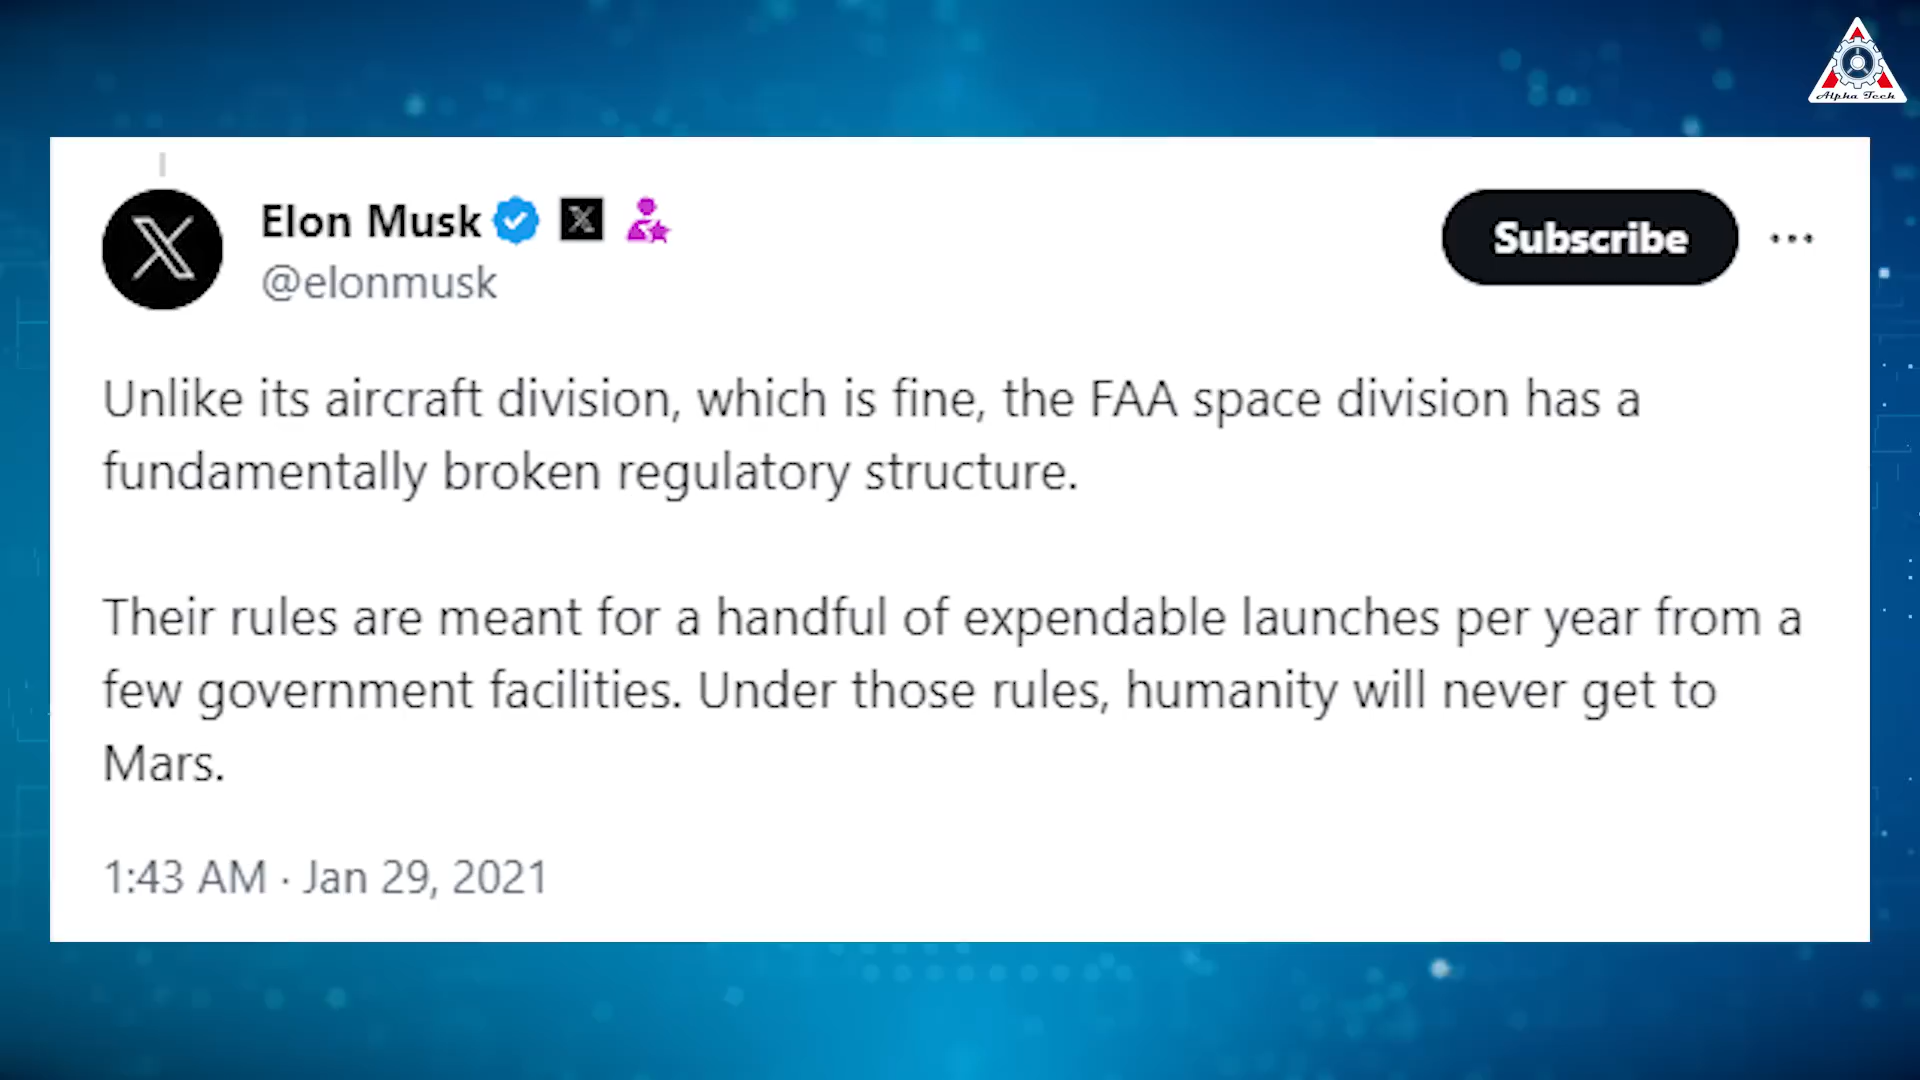 Alpha Tech
Elon Musk
@elonmusk
Subscribe
Unlike its aircraft division, which is fine, the FAA space division has a
fundamentally broken regulatory structure.
Their rules are meant for a handful of expendable launches per year from a
few government facilities. Under those rules, humanity will never get to
Mars.
1:43 AM · Jan 29, 2021